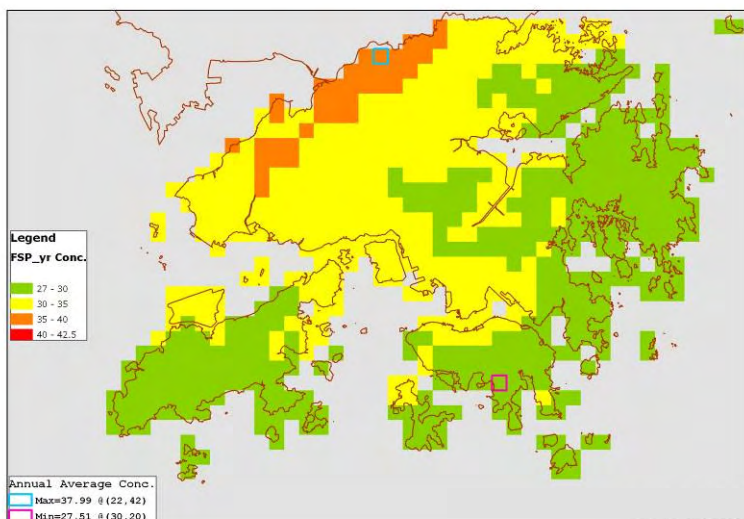 Legend
FSP_yr Conc.
27 - 30
30 - 35
35 - 40
40 - 42.5
Annual Average Conc.
Max=37.99 @(22,42)
Min=27.51 @(30,20)